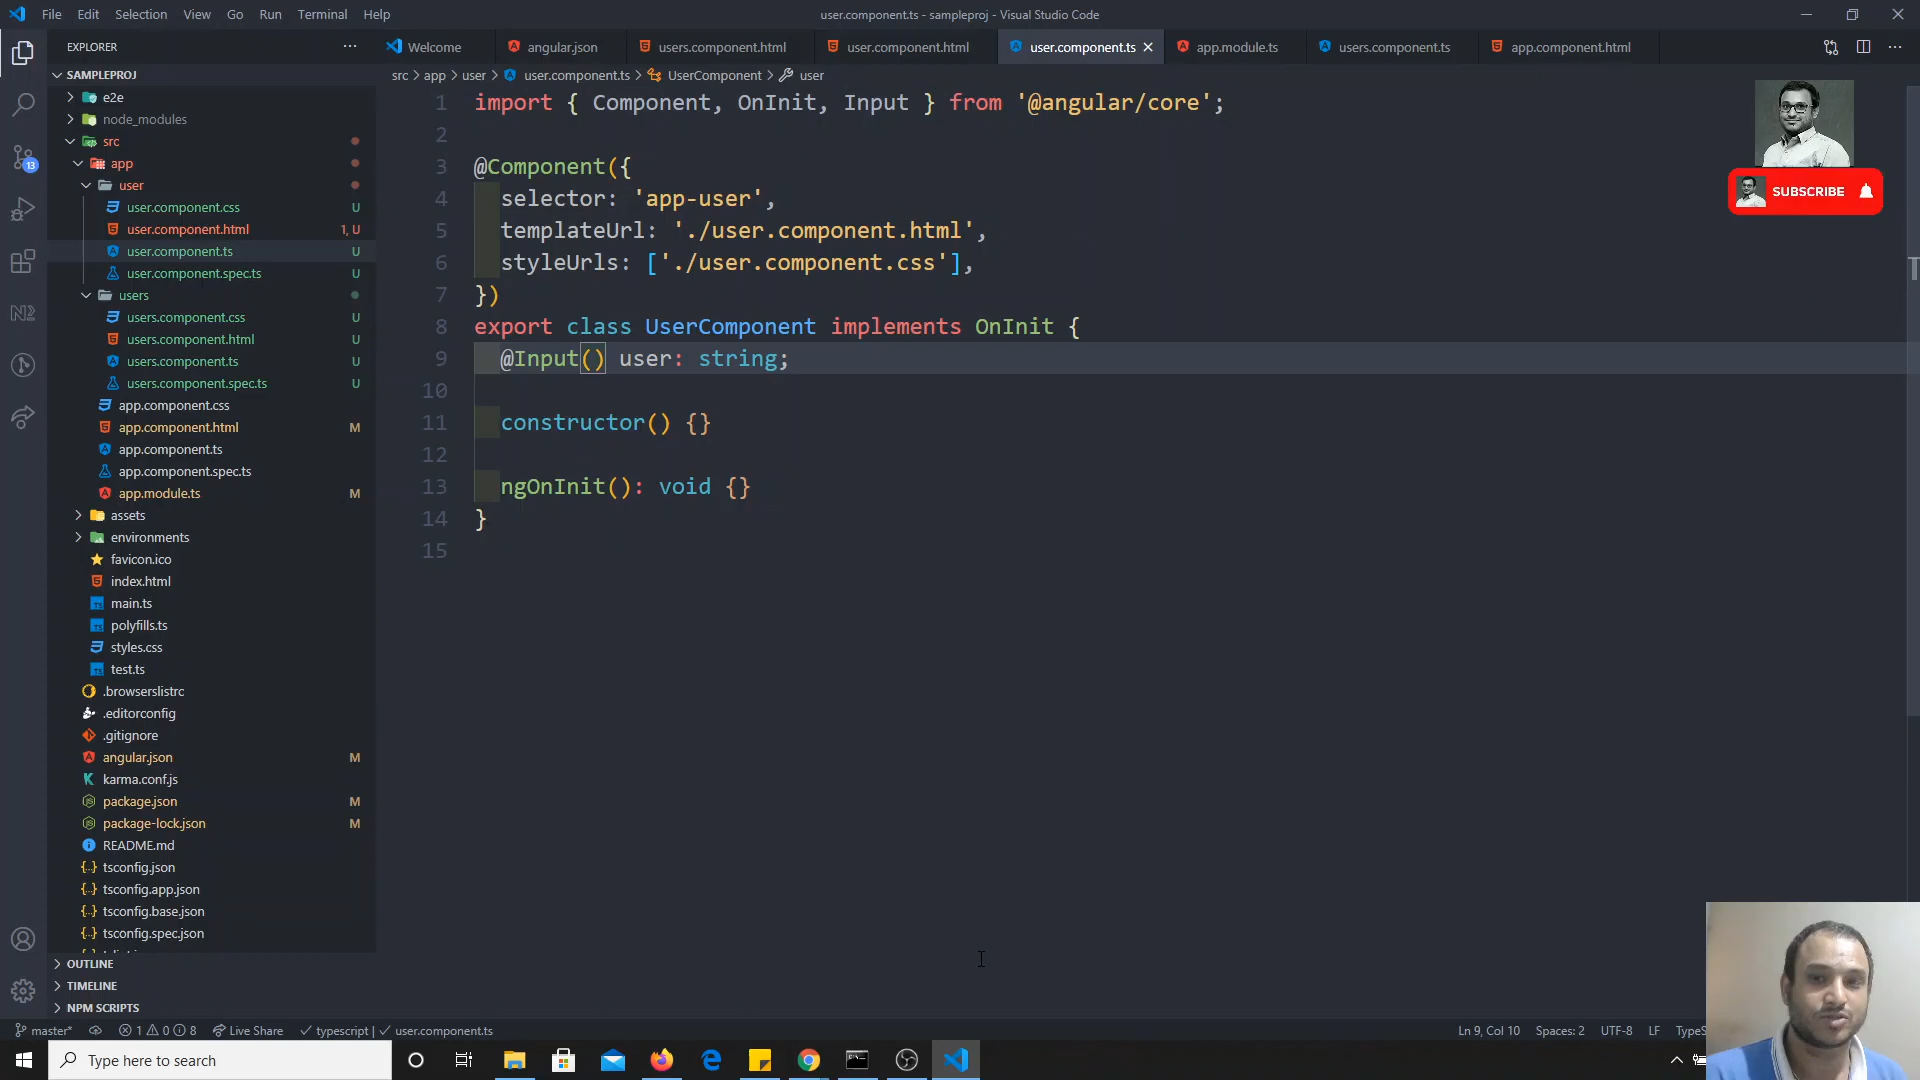 File Edit Selection View Go Run Terminal Help
user.component.ts - sampleproj - Visual Studio Code
EXPLORER
Welcome angular.json users.component.html user.component.html user.component.ts app.module.ts users.component.ts app.component.html
SAMPLEPROJ
src > app > user > user.component.ts > UserComponent > user
e2e
node_modules
src
app
user
user.component.css U
user.component.html 1, U
user.component.ts U
user.component.spec.ts U
users
users.component.css U
users.component.html U
users.component.ts U
users.component.spec.ts U
app.component.css
app.component.html M
app.component.ts
app.component.spec.ts
app.module.ts M
assets
environments
favicon.ico
index.html
main.ts
polyfills.ts
styles.css
test.ts
.browserslistrc
.editorconfig
.gitignore
angular.json M
karma.conf.js
package.json M
package-lock.json M
README.md
tsconfig.json
tsconfig.app.json
tsconfig.base.json
tsconfig.spec.json
OUTLINE
TIMELINE
NPM SCRIPTS
13
1 import { Component, OnInit, Input } from '@angular/core';
2
3 @Component({
4 selector: 'app-user',
5 templateUrl: './user.component.html',
6 styleUrls: ['./user.component.css'],
7 })
8 export class UserComponent implements OnInit {
9 @Input() user: string;
10
11 constructor() {}
12
13 ngOnInit(): void {}
14 }
15
SUBSCRIBE
master* 1 0 8 Live Share typescript | user.component.ts
Ln 9, Col 10 Spaces: 2 UTF-8 LF
Type here to search